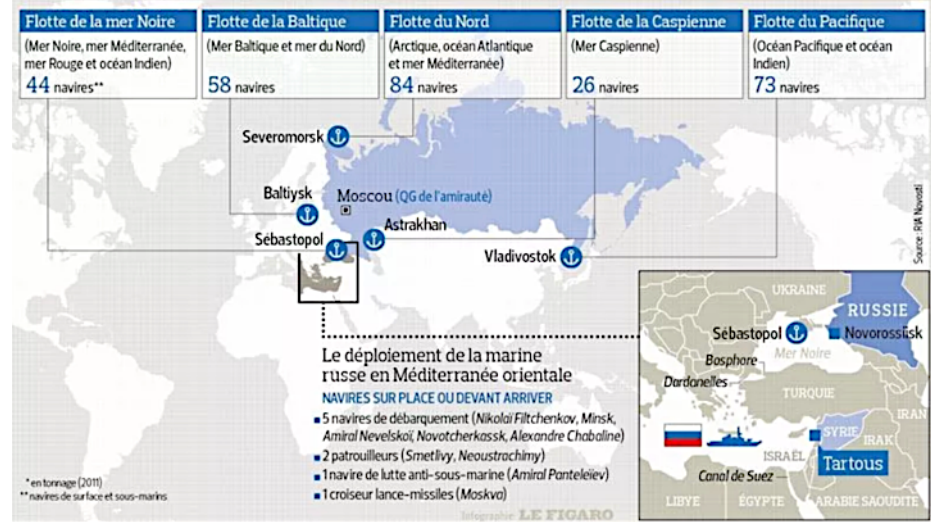 Flotte de la mer Noire
(Mer Noire, mer Méditerranée,
mer Rouge et océan Indien)
44 navires**
Flotte de la Baltique
(Mer Baltique et mer du Nord)
58 navires
Flotte du Nord
(Arctique, océan Atlantique
et mer Méditerranée)
84 navires
Flotte de la Caspienne
(Mer Caspienne)
26 navires
Flotte du Pacifique
(Océan Pacifique et océan
Indien)
73 navires
Severomorsk
Baltiysk
Moscou (QG de l'amirauté)
Astrakhan
Sébastopol
Vladivostok
Source : RIA Novosti
Le déploiement de la marine
russe en Méditerranée orientale
NAVIRES SUR PLACE OU DEVANT ARRIVER
5 navires de débarquement (Nikolaï Filtchenkov, Minsk,
Amiral Nevelskoï, Novotcherkassk, Alexandre Chabaline)
2 patrouilleurs (Smetlivy, Neoustrachimy)
1 navire de lutte anti-sous-marine (Amiral Panteleïev)
1 croiseur lance-missiles (Moskva)
* en tonnage (2011)
** navires de surface et sous-marins
Infographie LE FIGARO
UKRAINE
RUSSIE
Sébastopol
Novorossiisk
Mer Noire
Bosphore
Dardanelles
TURQUIE
IRAN
SYRIE
IRAK
ISRAËL
Tartous
Canal de Suez
LIBYE
ÉGYPTE
ARABIE SAOUDITE